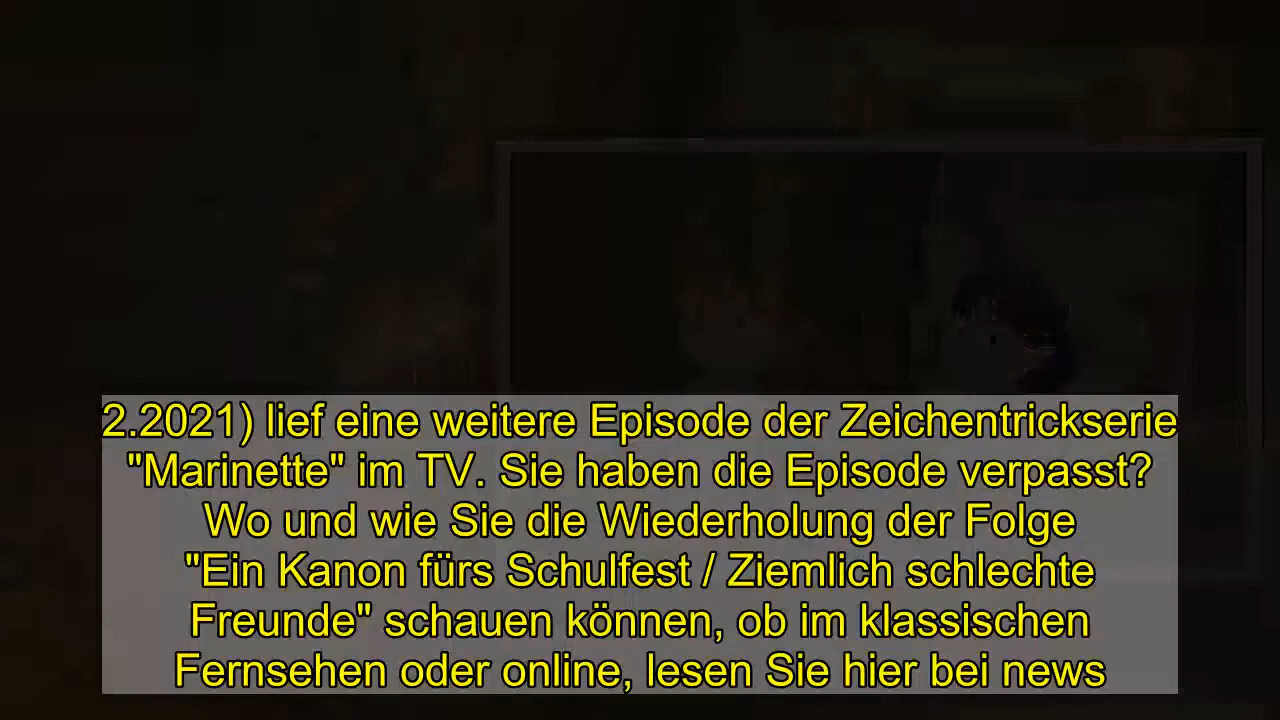 2.2021) lief eine weitere Episode der Zeichentrickserie
"Marinette" im TV. Sie haben die Episode verpasst?
Wo und wie Sie die Wiederholung der Folge
"Ein Kanon fürs Schulfest / Ziemlich schlechte
Freunde" schauen können, ob im klassischen
Fernsehen oder online, lesen Sie hier bei news